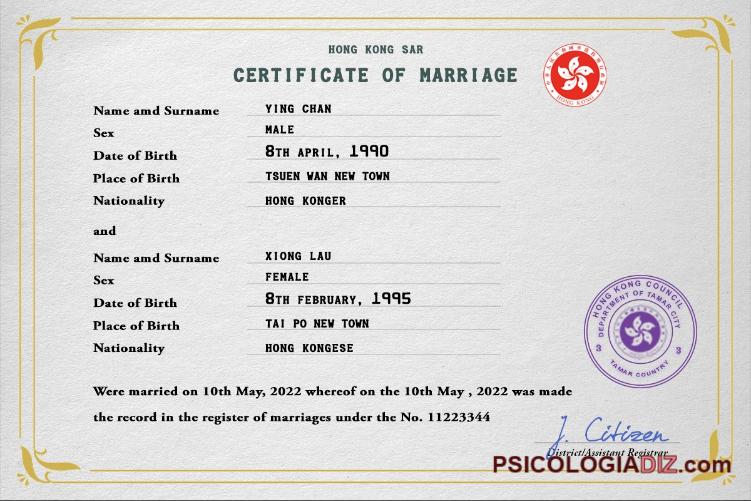 HONG KONG SAR
CERTIFICATE OF MARRIAGE
HONG KONG
Name amd Surname YING CHAN
Sex MALE
Date of Birth 8TH APRIL, 1990
Place of Birth TSUEN WAN NEW TOWN
Nationality HONG KONGER
and
Name amd Surname XIONG LAU
Sex FEMALE
Date of Birth 8TH FEBRUARY, 1995
Place of Birth TAI PO NEW TOWN
Nationality HONG KONGESE
HONG KONG COUNCIL
DEPARTMENT OF TAMAR CITY
3 3
TAMAR COUNTRY
Were married on 10th May, 2022 whereof on the 10th May , 2022 was made
the record in the register of marriages under the No. 11223344
J. Citizen
District/Assistant Registrar
PSICOLOGIADIZ.com